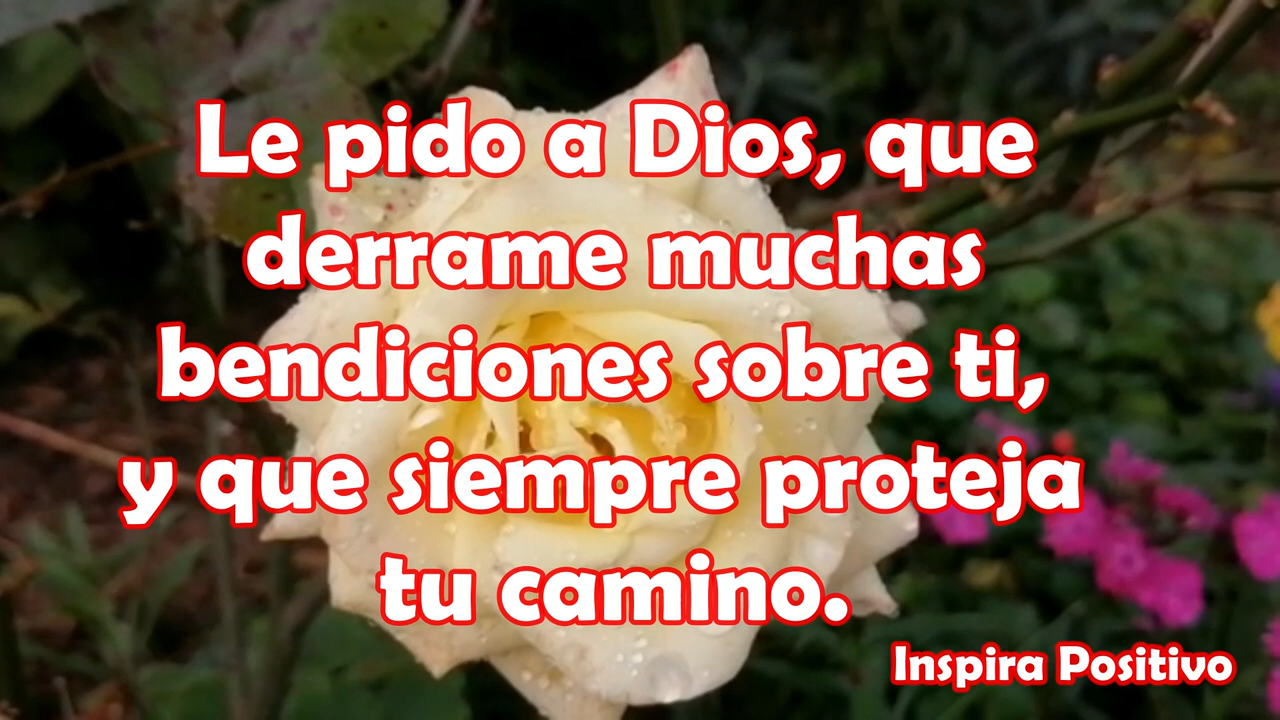 Le pido a Dios, que
derrame muchas
bendiciones sobre ti,
y que siempre proteja
tu camino.
Inspira Positivo